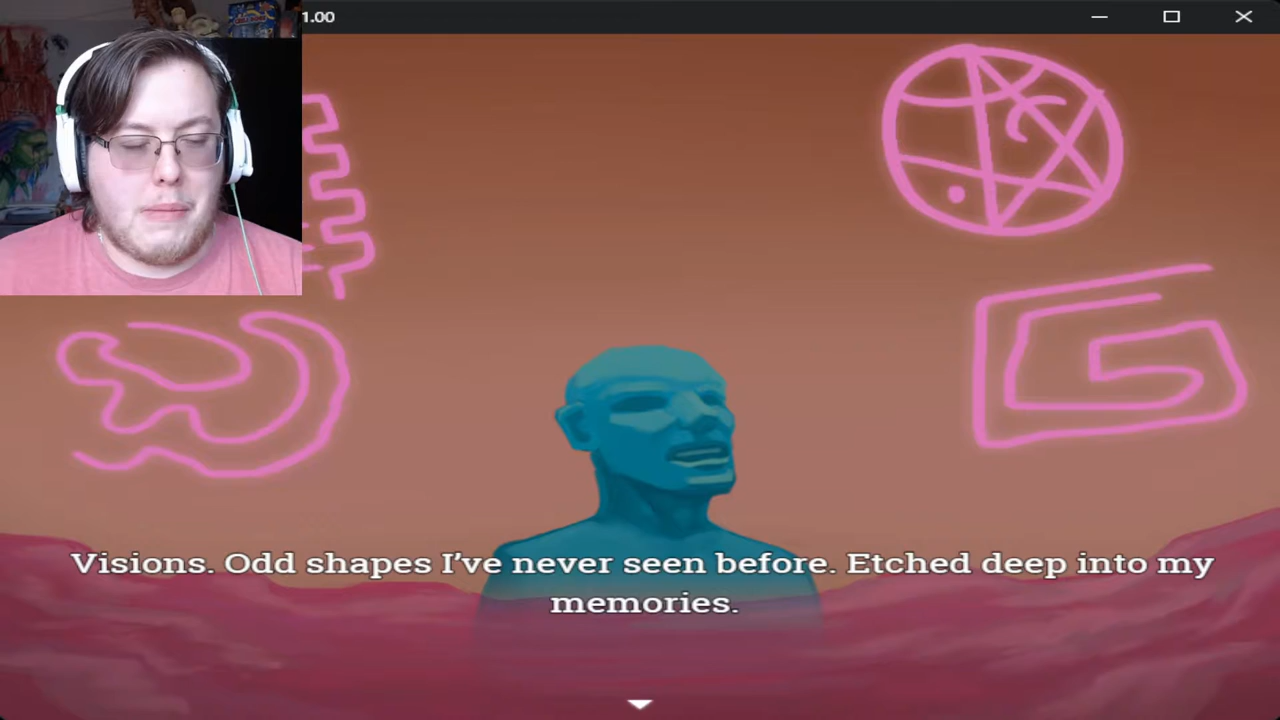 1.00
Visions. Odd shapes I've never seen before. Etched deep into my
memories.